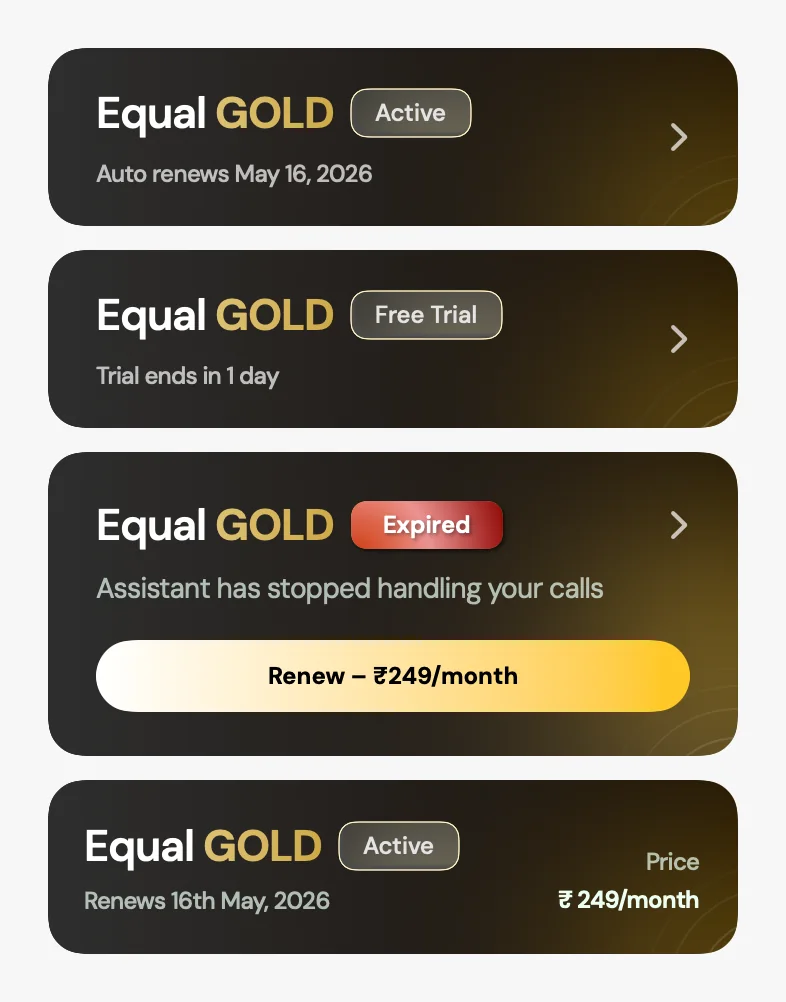 Equal GOLD Active
Auto renews May 16, 2026
Equal GOLD Free Trial
Trial ends in 1 day
Equal GOLD Expired
Assistant has stopped handling your calls
Renew – ₹249/month
Equal GOLD Active
Renews 16th May, 2026
Price
₹ 249/month